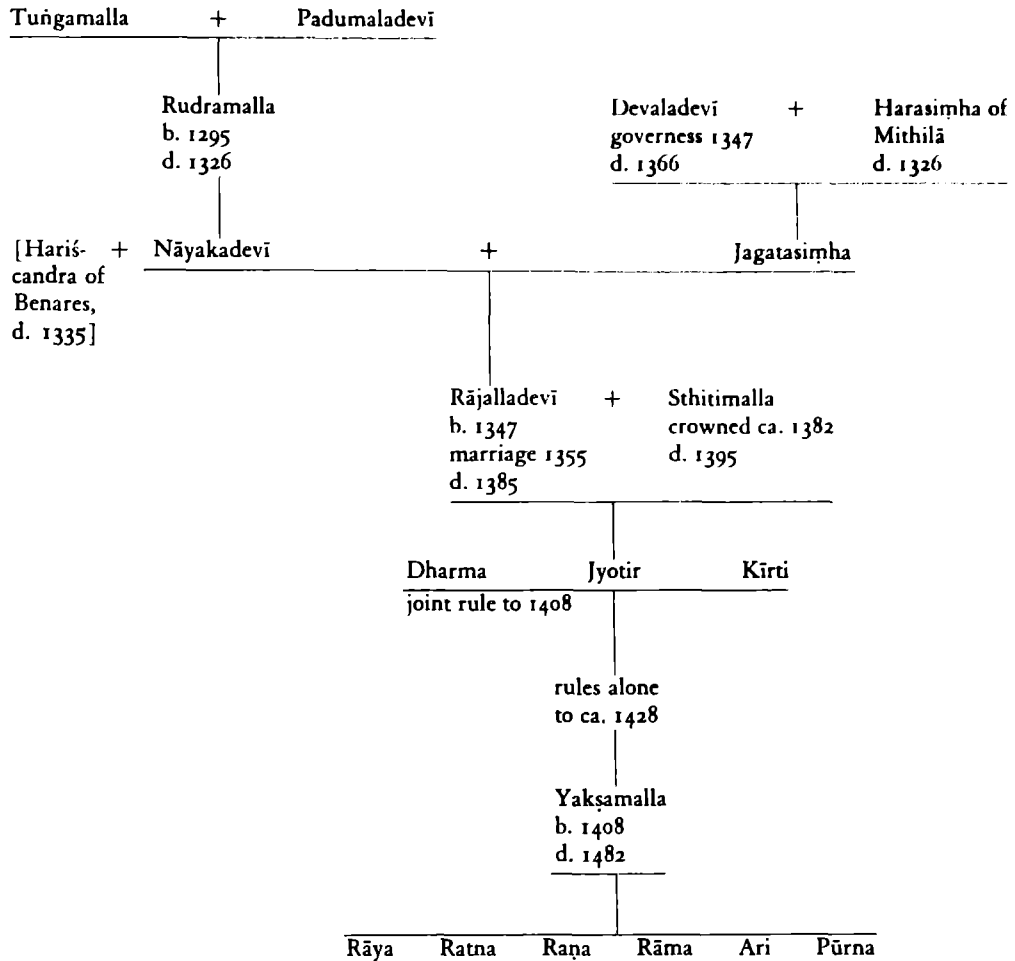 Tuṅgamalla + Padumaladevī
Rudramalla
b. 1295
d. 1326
Devaladevī + Harasiṃha of
governess 1347 Mithilā
d. 1366 d. 1326
[Hariś- + Nāyakadevī + Jagatasiṃha
candra of
Benares,
d. 1335]
Rājalladevī + Sthitimalla
b. 1347 crowned ca. 1382
marriage 1355 d. 1395
d. 1385
Dharma Jyotir Kīrti
joint rule to 1408
rules alone
to ca. 1428
Yakṣamalla
b. 1408
d. 1482
Rāya Ratna Raṇa Rāma Ari Pūrna